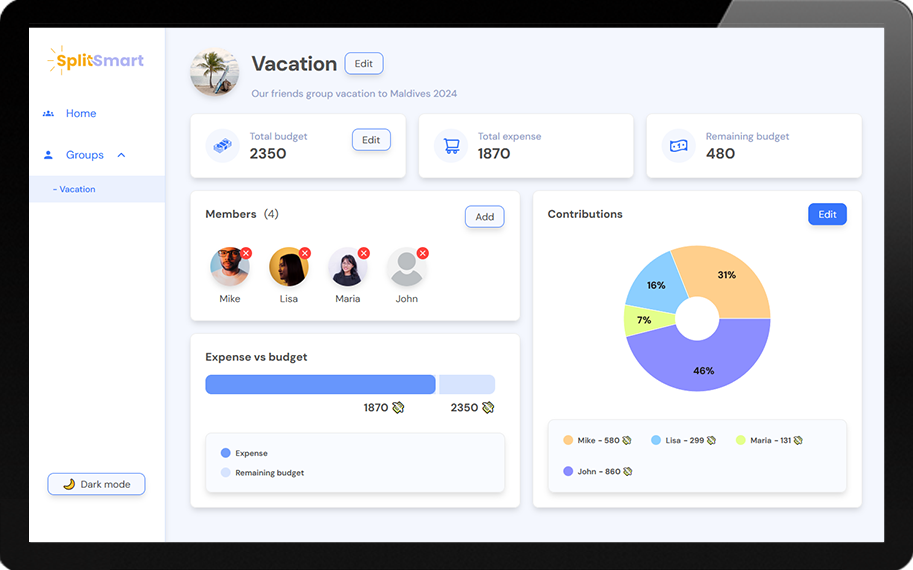 SplitSmart
Home
Groups
- Vacation
Dark mode
Vacation
Edit
Our friends group vacation to Maldives 2024
Total budget
2350
Edit
Total expense
1870
Remaining budget
480
Members (4)
Add
Mike
Lisa
Maria
John
Expense vs budget
1870
2350
Expense
Remaining budget
Contributions
Edit
31%
16%
7%
46%
Mike - 580
Lisa - 299
Maria - 131
John - 860